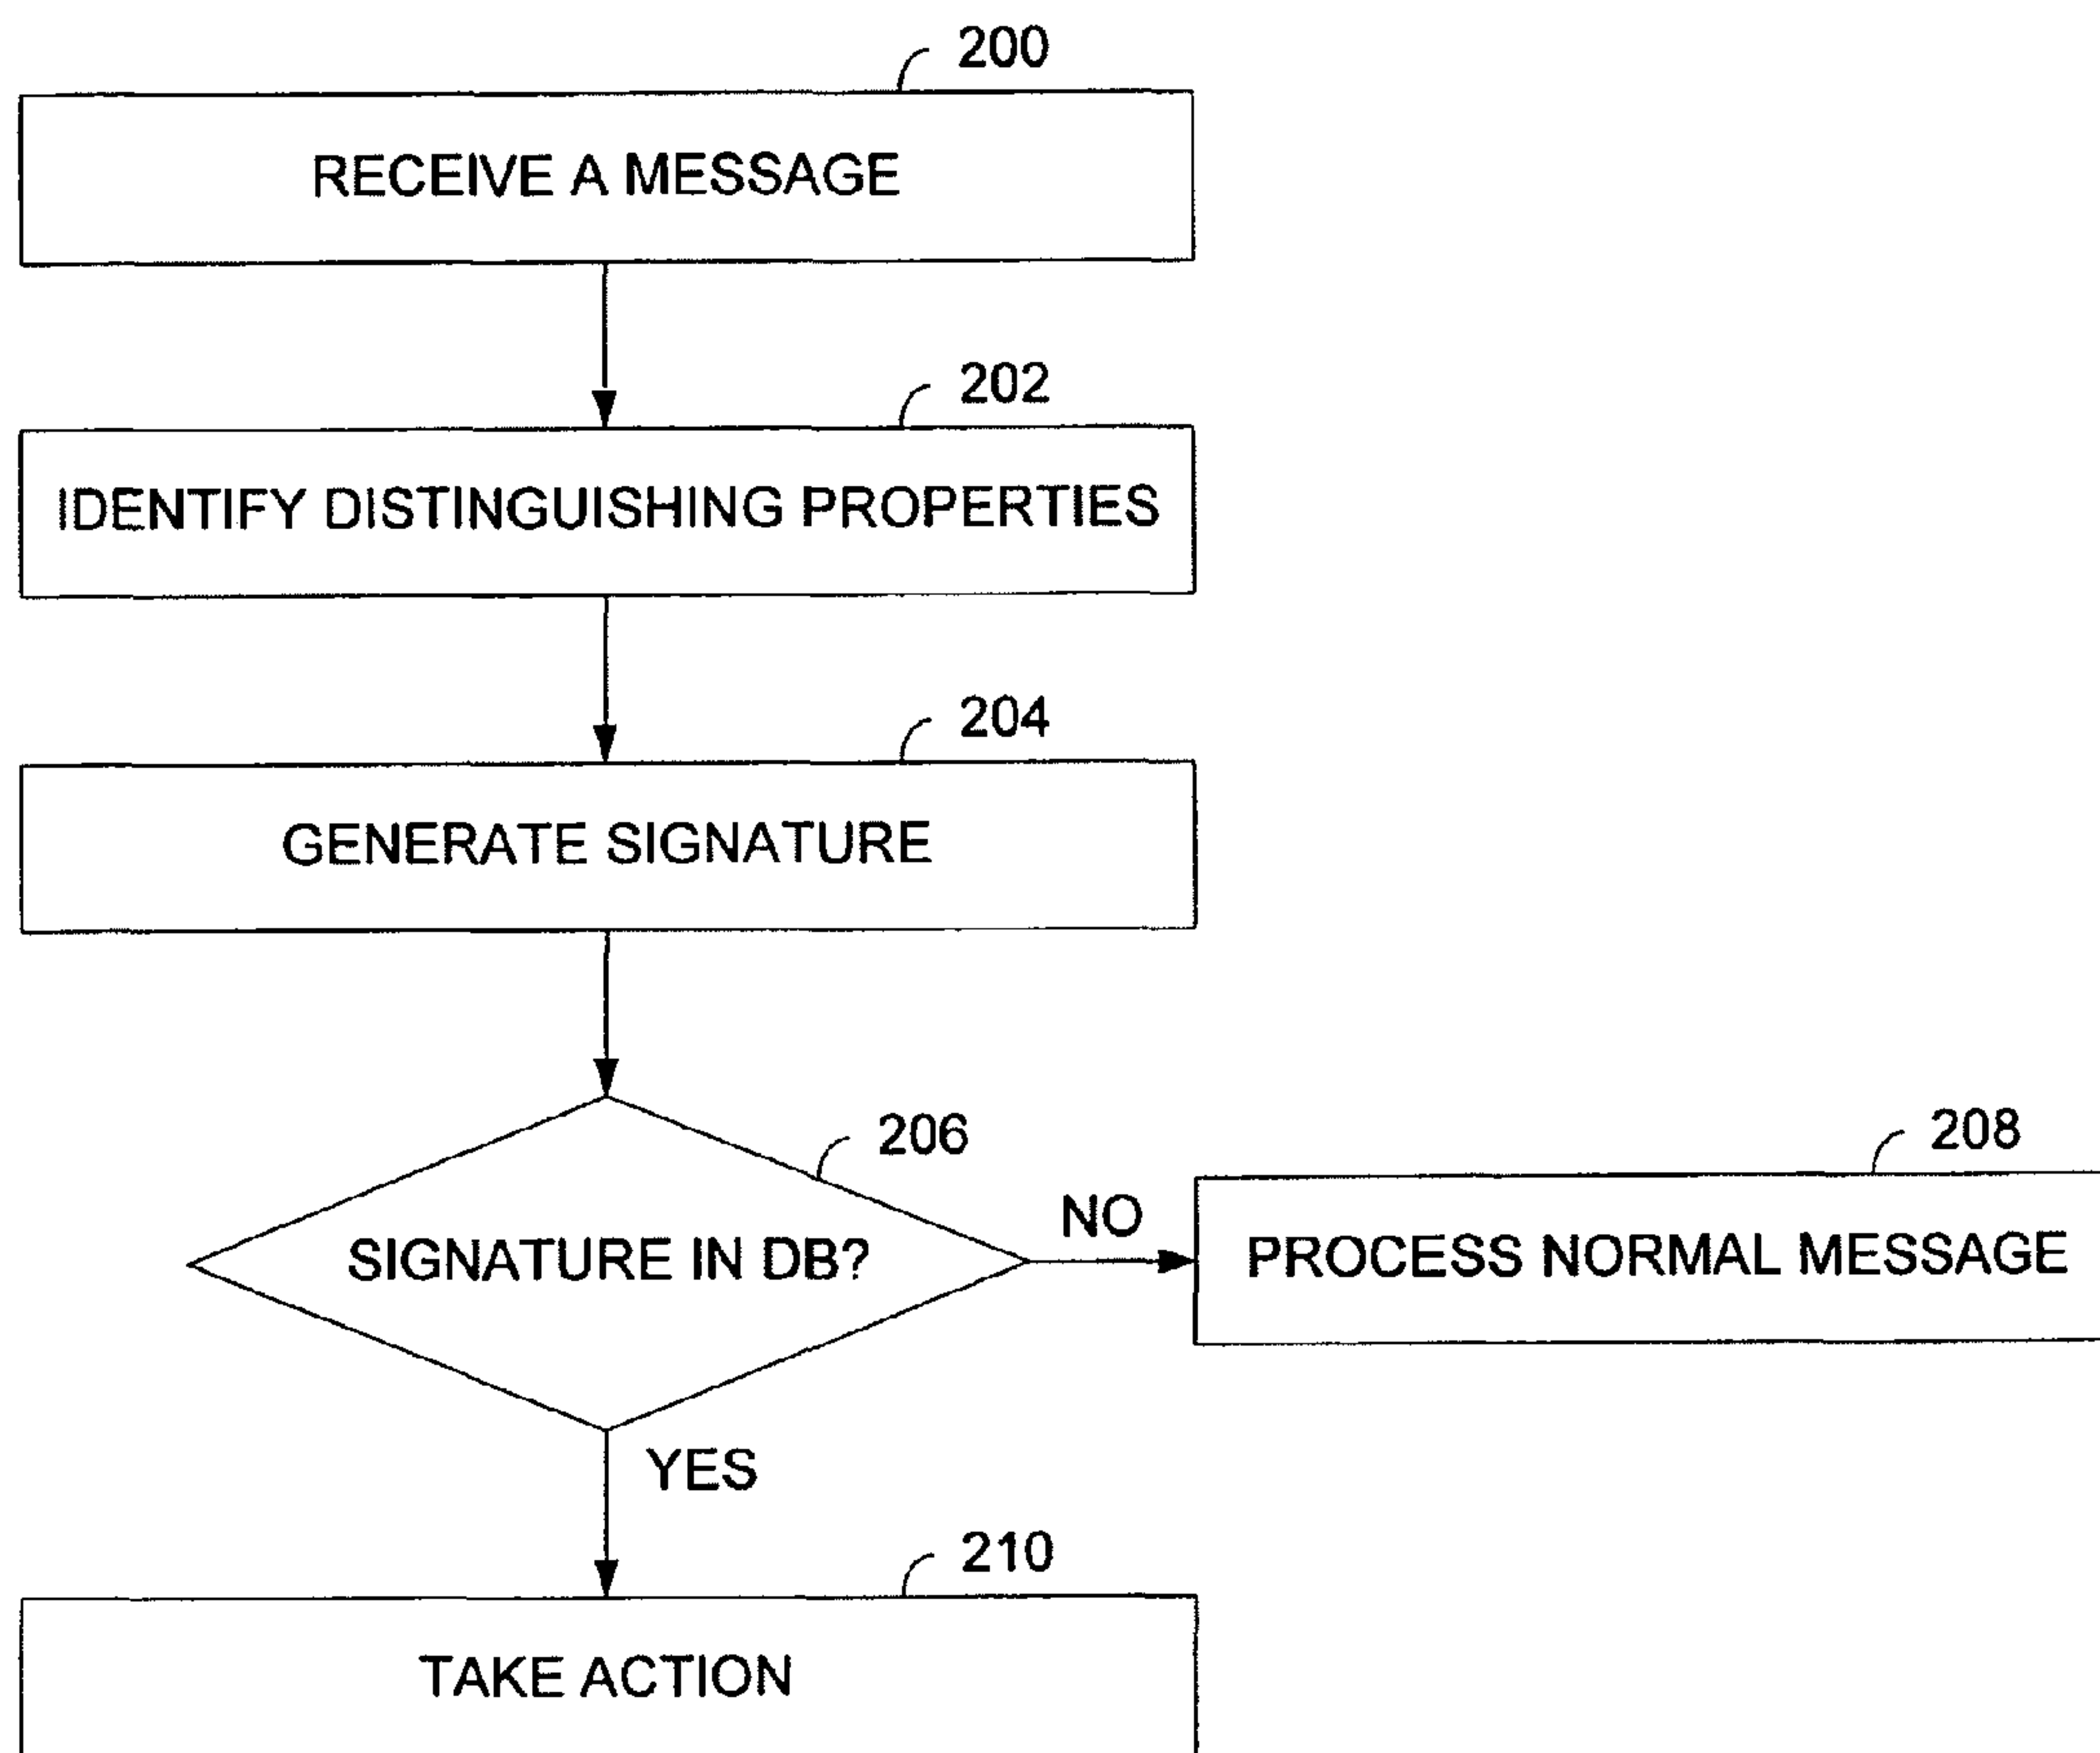 200
RECEIVE A MESSAGE
202
IDENTIFY DISTINGUISHING PROPERTIES
204
GENERATE SIGNATURE
206
SIGNATURE IN DB?
NO
208
PROCESS NORMAL MESSAGE
YES
210
TAKE ACTION